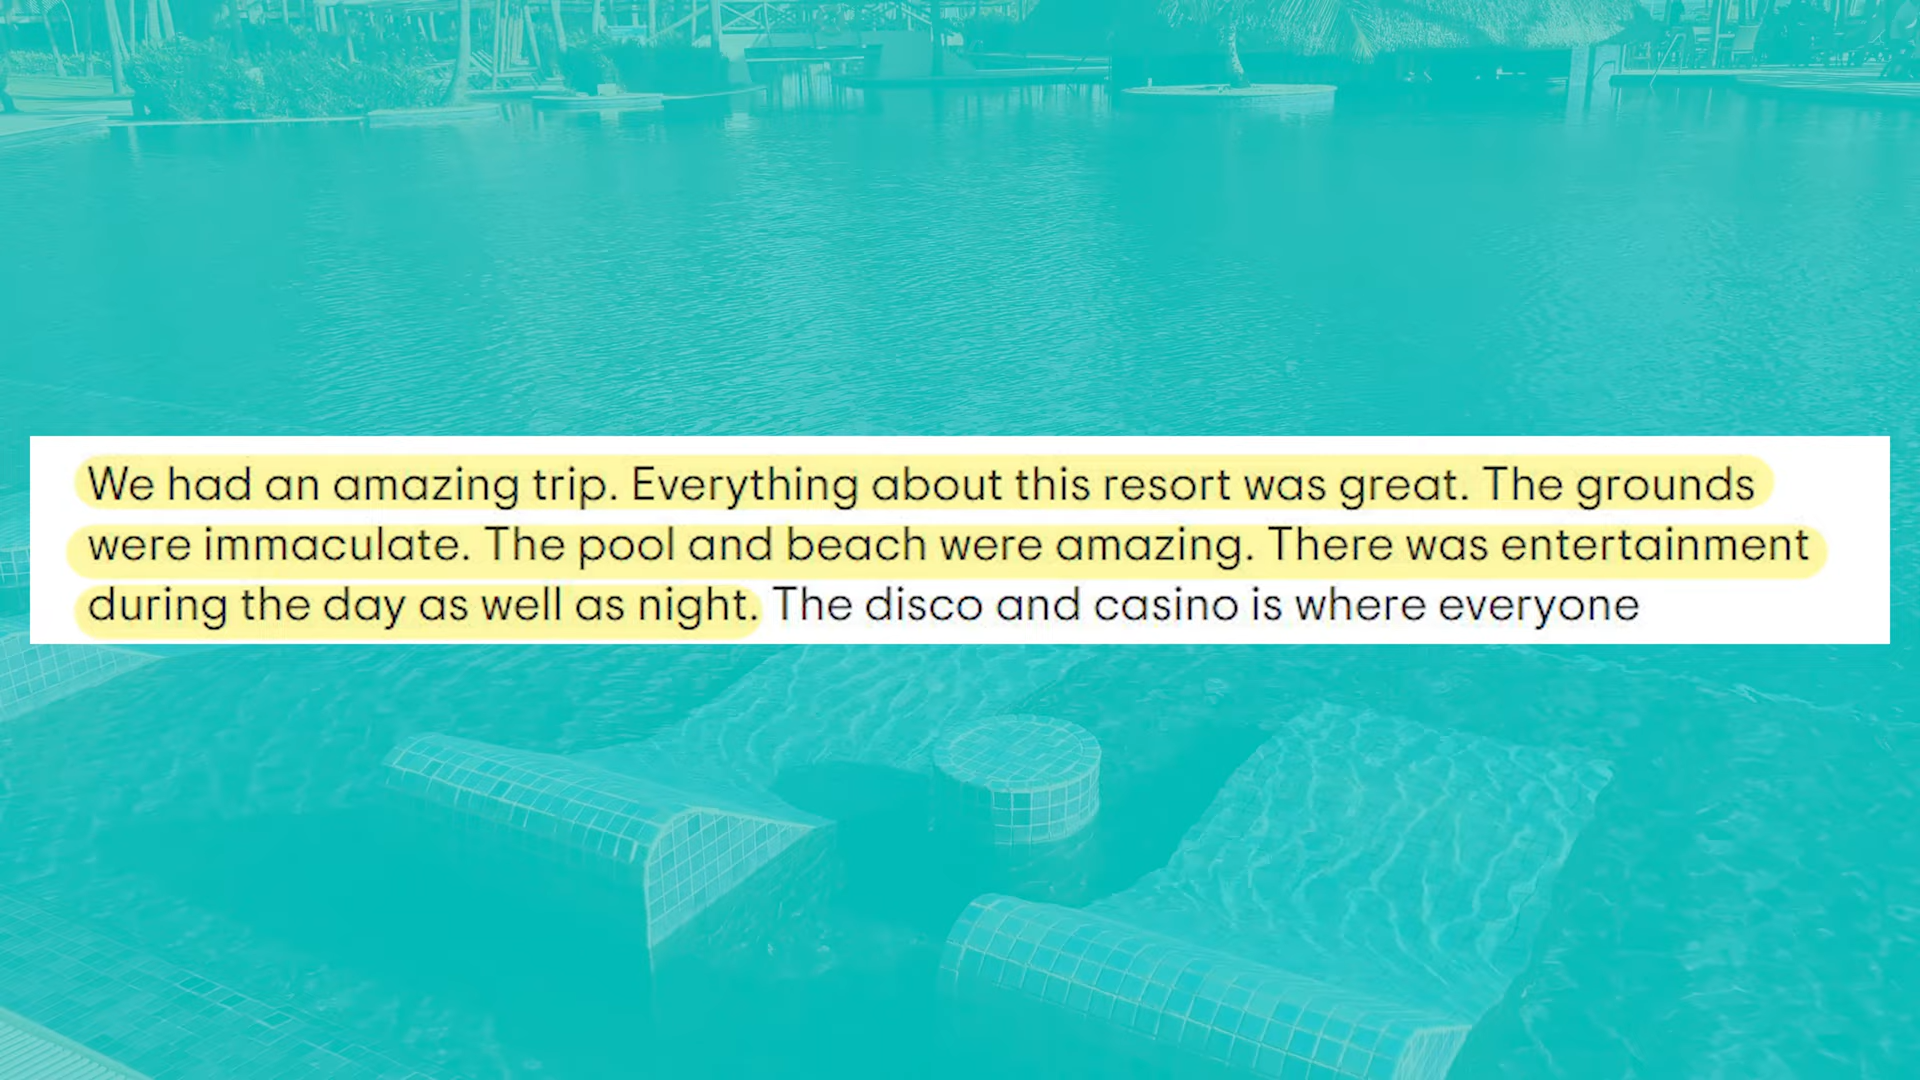 We had an amazing trip. Everything about this resort was great. The grounds
were immaculate. The pool and beach were amazing. There was entertainment
during the day as well as night. The disco and casino is where everyone